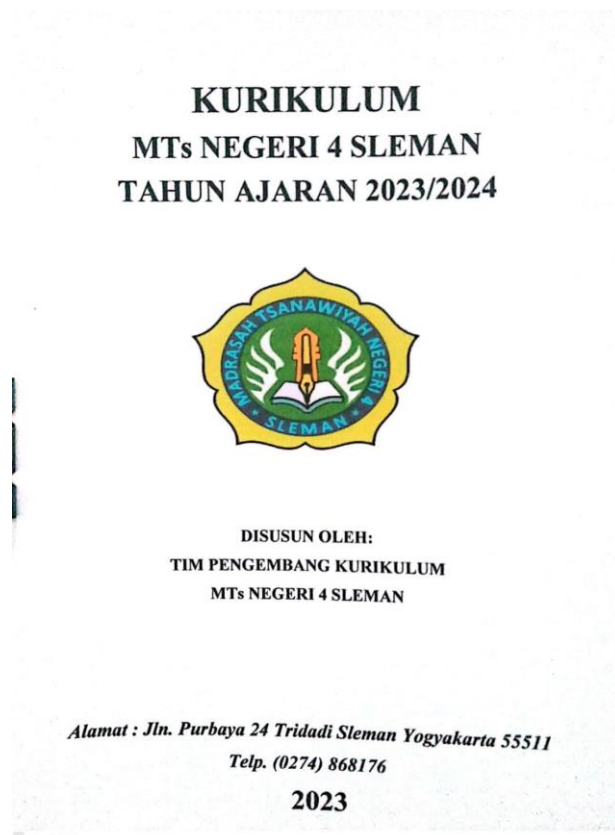 KURIKULUM
MTs NEGERI 4 SLEMAN
TAHUN AJARAN 2023/2024
MADRASAH TSANAWIYAH NEGERI 4
SLEMAN
DISUSUN OLEH:
TIM PENGEMBANG KURIKULUM
MTs NEGERI 4 SLEMAN
Alamat : Jln. Purbaya 24 Tridadi Sleman Yogyakarta 55511
Telp. (0274) 868176
2023